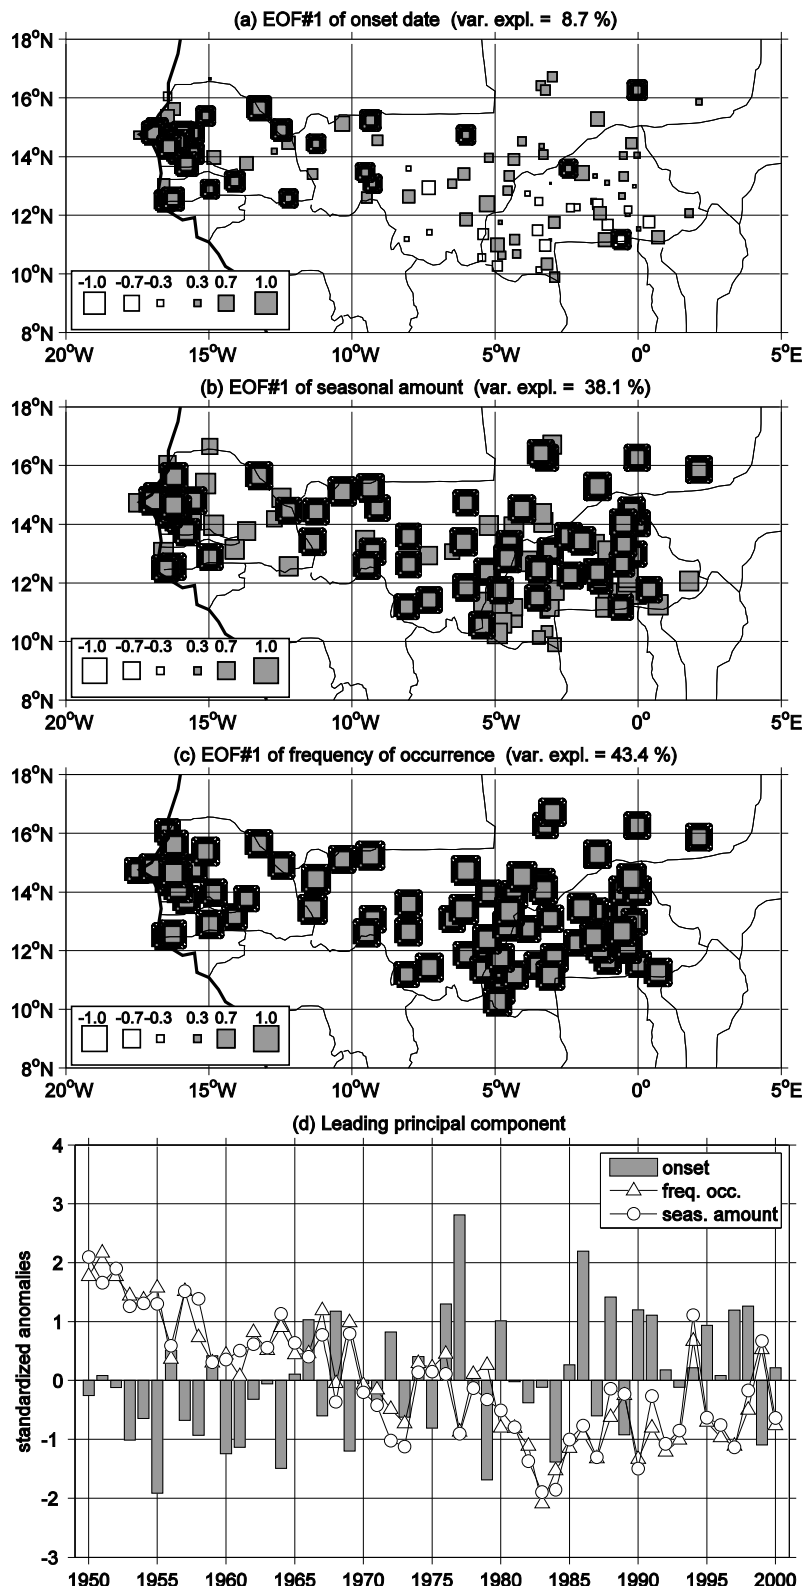 (a) EOF#1 of onset date (var. expl. = 8.7 %)
18°N
16°N
14°N
12°N
10°N
8°N
-1.0 -0.7 -0.3 0.3 0.7 1.0
20°W 15°W 10°W 5°W 0° 5°E
(b) EOF#1 of seasonal amount (var. expl. = 38.1 %)
18°N
16°N
14°N
12°N
10°N
8°N
-1.0 -0.7 -0.3 0.3 0.7 1.0
20°W 15°W 10°W 5°W 0° 5°E
(c) EOF#1 of frequency of occurrence (var. expl. = 43.4 %)
18°N
16°N
14°N
12°N
10°N
8°N
-1.0 -0.7 -0.3 0.3 0.7 1.0
20°W 15°W 10°W 5°W 0° 5°E
(d) Leading principal component
standardized anomalies
4
3
2
1
0
-1
-2
-3
onset
freq. occ.
seas. amount
1950 1955 1960 1965 1970 1975 1980 1985 1990 1995 2000